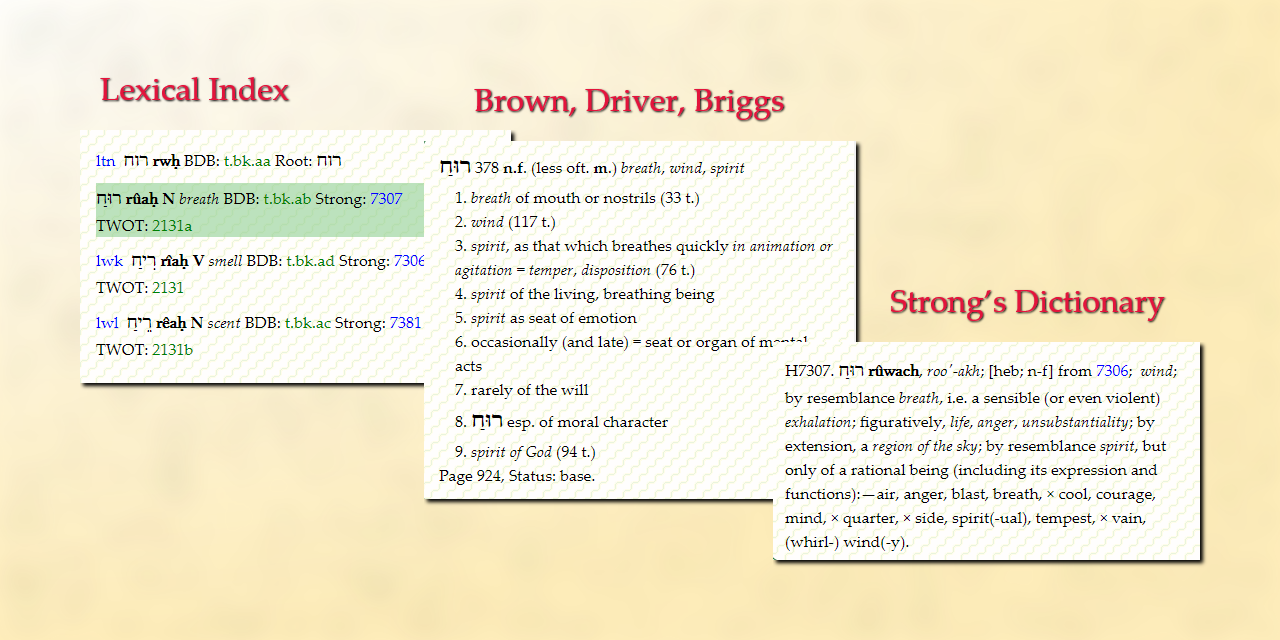 Lexical Index
ltn רוח rwḥ BDB: t.bk.aa Root: רוח
רוּחַ rûaḥ N breath BDB: t.bk.ab Strong: 7307
TWOT: 2131a
lwk רִיחַ rîaḥ V smell BDB: t.bk.ad Strong: 7306
TWOT: 2131
lwl רֵיחַ rêaḥ N scent BDB: t.bk.ac Strong: 7381
TWOT: 2131b
Brown, Driver, Briggs
רוּחַ 378 n.f. (less oft. m.) breath, wind, spirit
1. breath of mouth or nostrils (33 t.)
2. wind (117 t.)
3. spirit, as that which breathes quickly in animation or
agitation = temper, disposition (76 t.)
4. spirit of the living, breathing being
5. spirit as seat of emotion
6. occasionally (and late) = seat or organ of mental
acts
7. rarely of the will
8. רוּחַ esp. of moral character
9. spirit of God (94 t.)
Page 924, Status: base.
Strong's Dictionary
H7307. רוּחַ rûwach, roo´-akh; [heb; n-f] from 7306; wind;
by resemblance breath, i.e. a sensible (or even violent)
exhalation; figuratively, life, anger, unsubstantiality; by
extension, a region of the sky; by resemblance spirit, but
only of a rational being (including its expression and
functions):—air, anger, blast, breath, × cool, courage,
mind, × quarter, × side, spirit(-ual), tempest, × vain,
(whirl-) wind(-y).